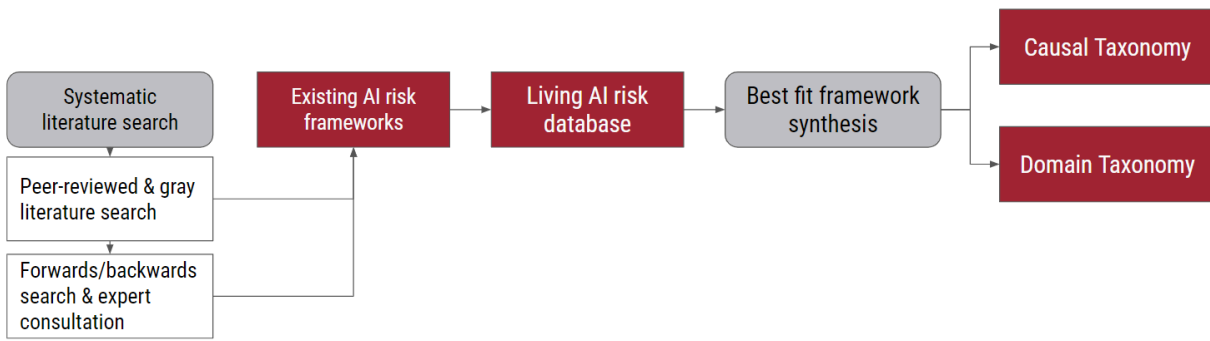 Systematic
literature search
Peer-reviewed & gray
literature search
Forwards/backwards
search & expert
consultation
Existing AI risk
frameworks
Living AI risk
database
Best fit framework
synthesis
Causal Taxonomy
Domain Taxonomy